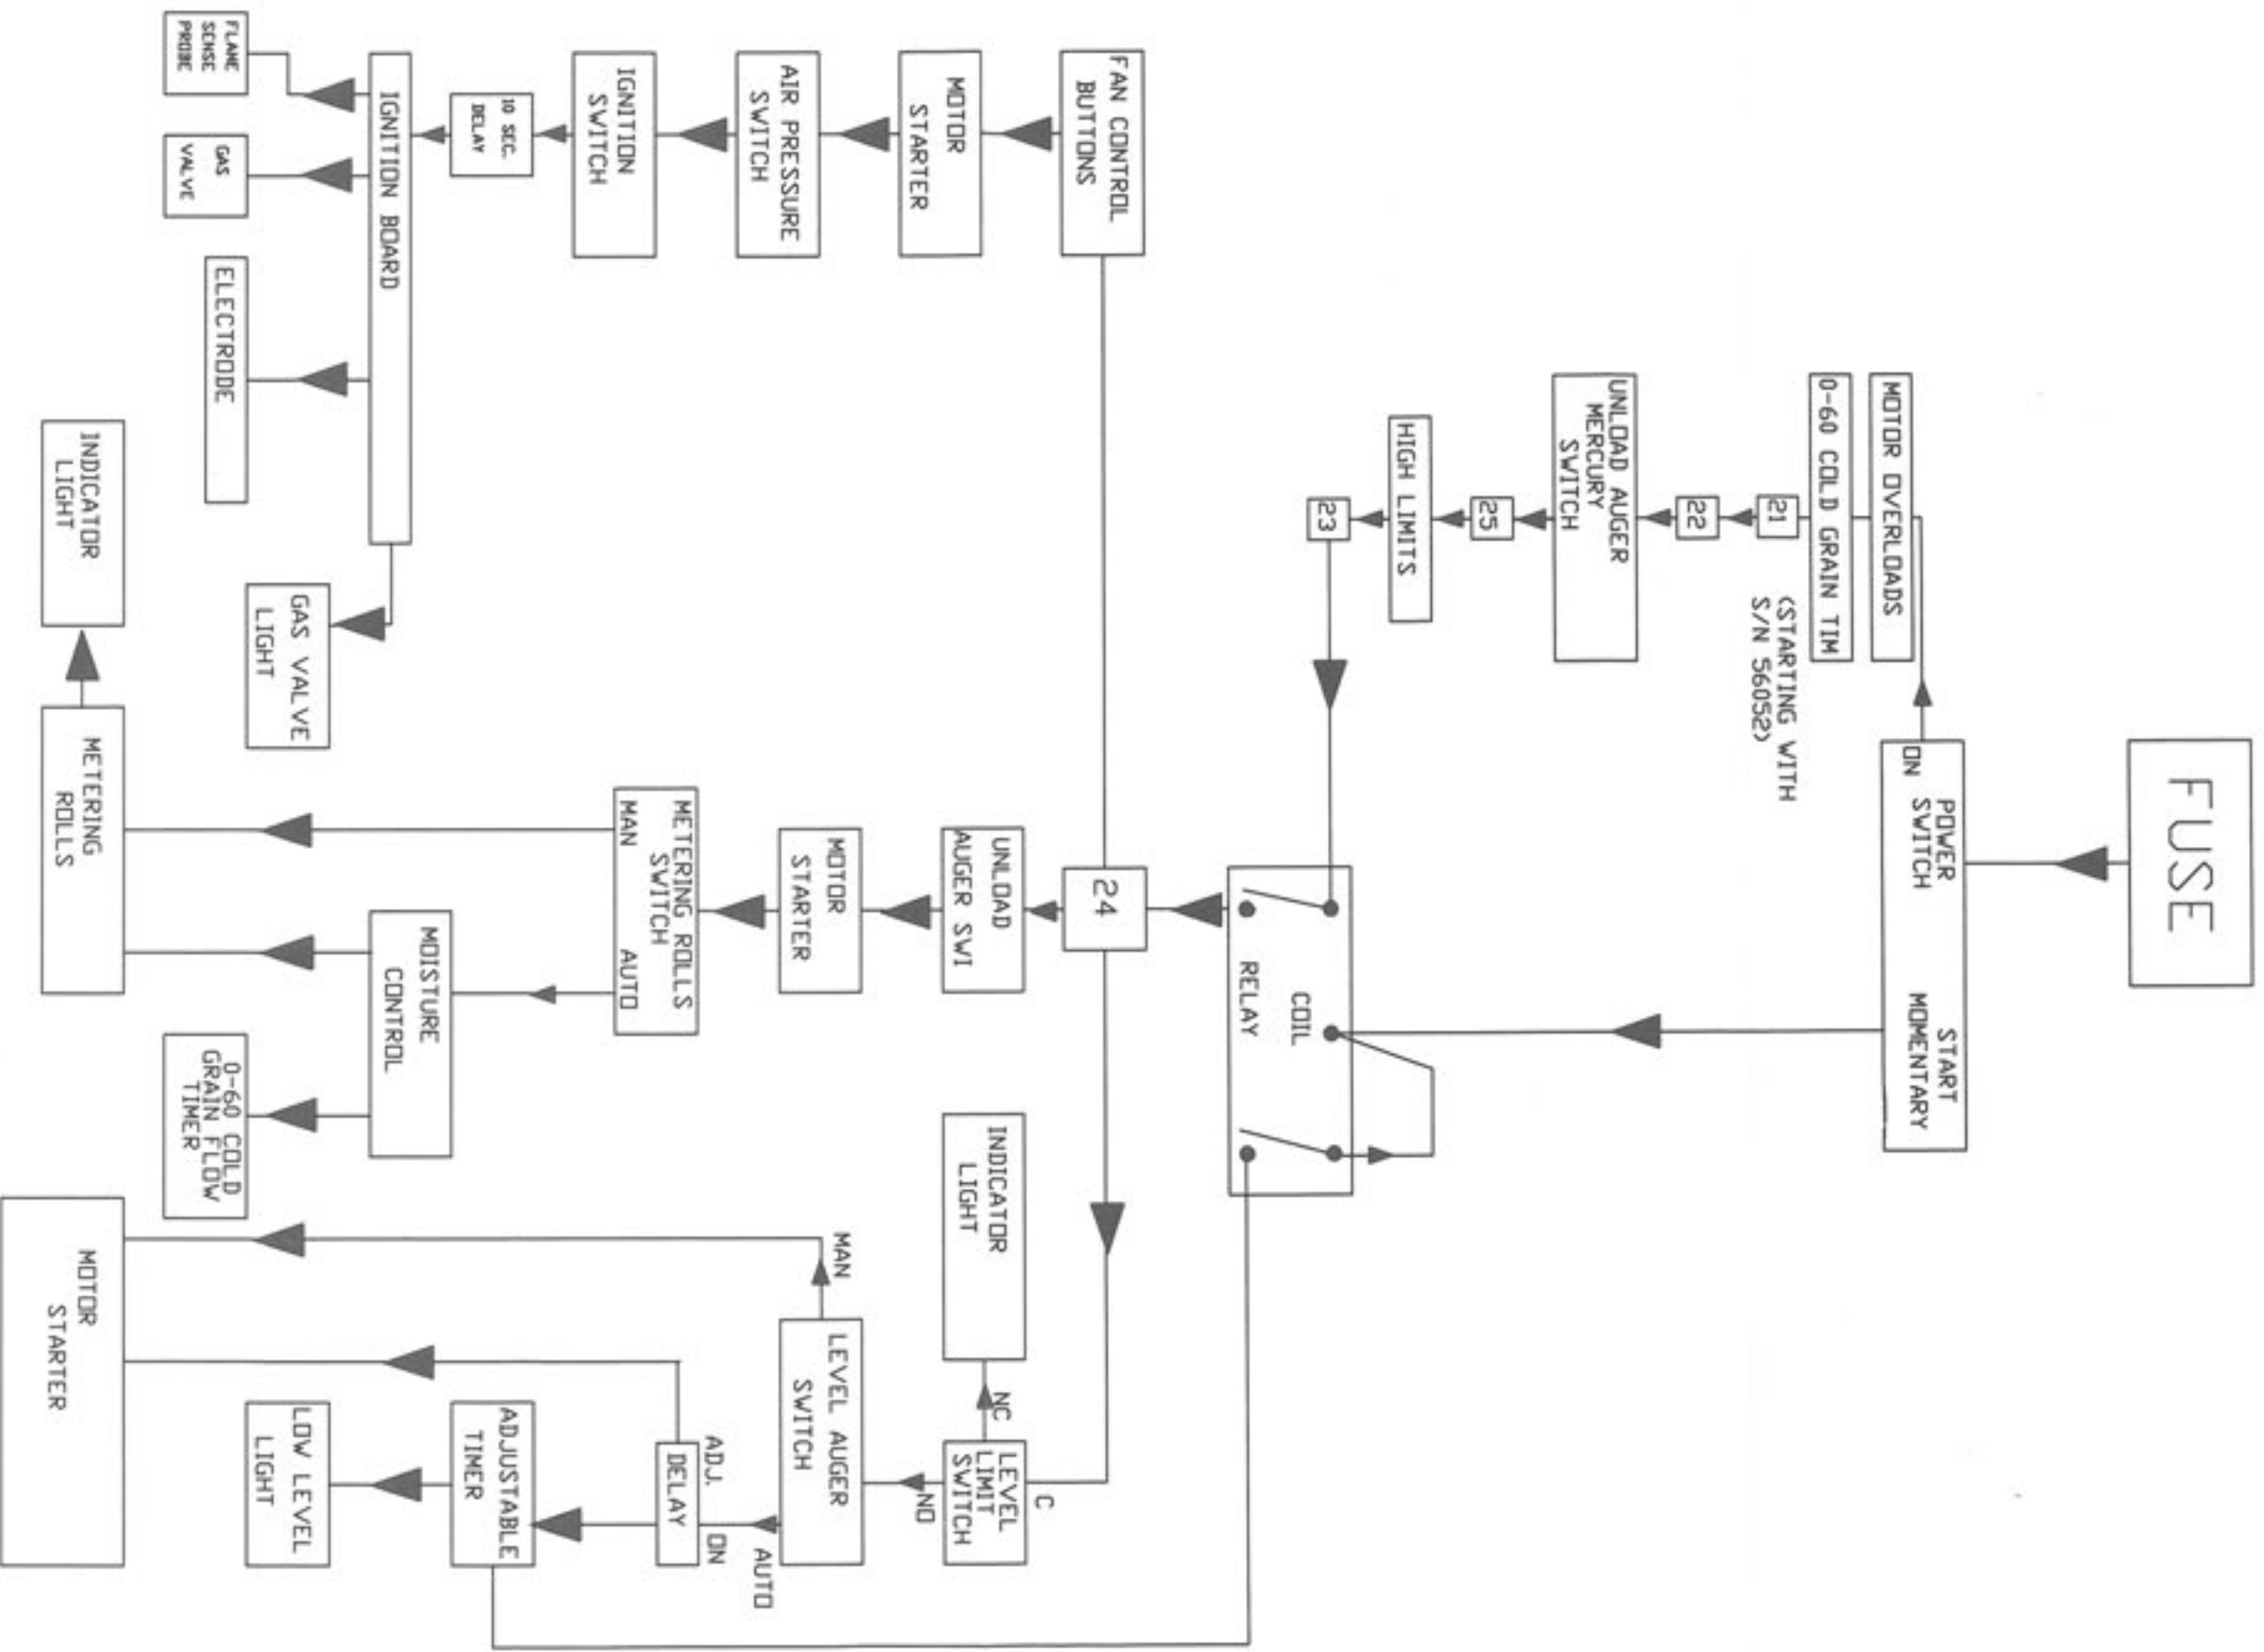 FUSE
POWER
SWITCH
ON
START
MOMENTARY
MOTOR OVERLOADS
0-60 COLD GRAIN TIM
21
(STARTING WITH
S/N 56052)
22
UNLOAD AUGER
MERCURY
SWITCH
25
HIGH LIMITS
23
COIL
RELAY
FAN CONTROL
BUTTONS
24
MOTOR
STARTER
UNLOAD
AUGER SWI
INDICATOR
LIGHT
NC
C
LEVEL
LIMIT
SWITCH
NO
AIR PRESSURE
SWITCH
MOTOR
STARTER
MAN
LEVEL AUGER
SWITCH
AUTO
IGNITION
SWITCH
METERING ROLLS
SWITCH
MAN
AUTO
ADJ.
ON
DELAY
10 SEC.
DELAY
ADJUSTABLE
TIMER
IGNITION BOARD
MOISTURE
CONTROL
FLAME
SENSE
PROBE
GAS
VALVE
ELECTRODE
GAS VALVE
LIGHT
0-60 COLD
GRAIN FLOW
TIMER
LOW LEVEL
LIGHT
INDICATOR
LIGHT
METERING
ROLLS
MOTOR
STARTER